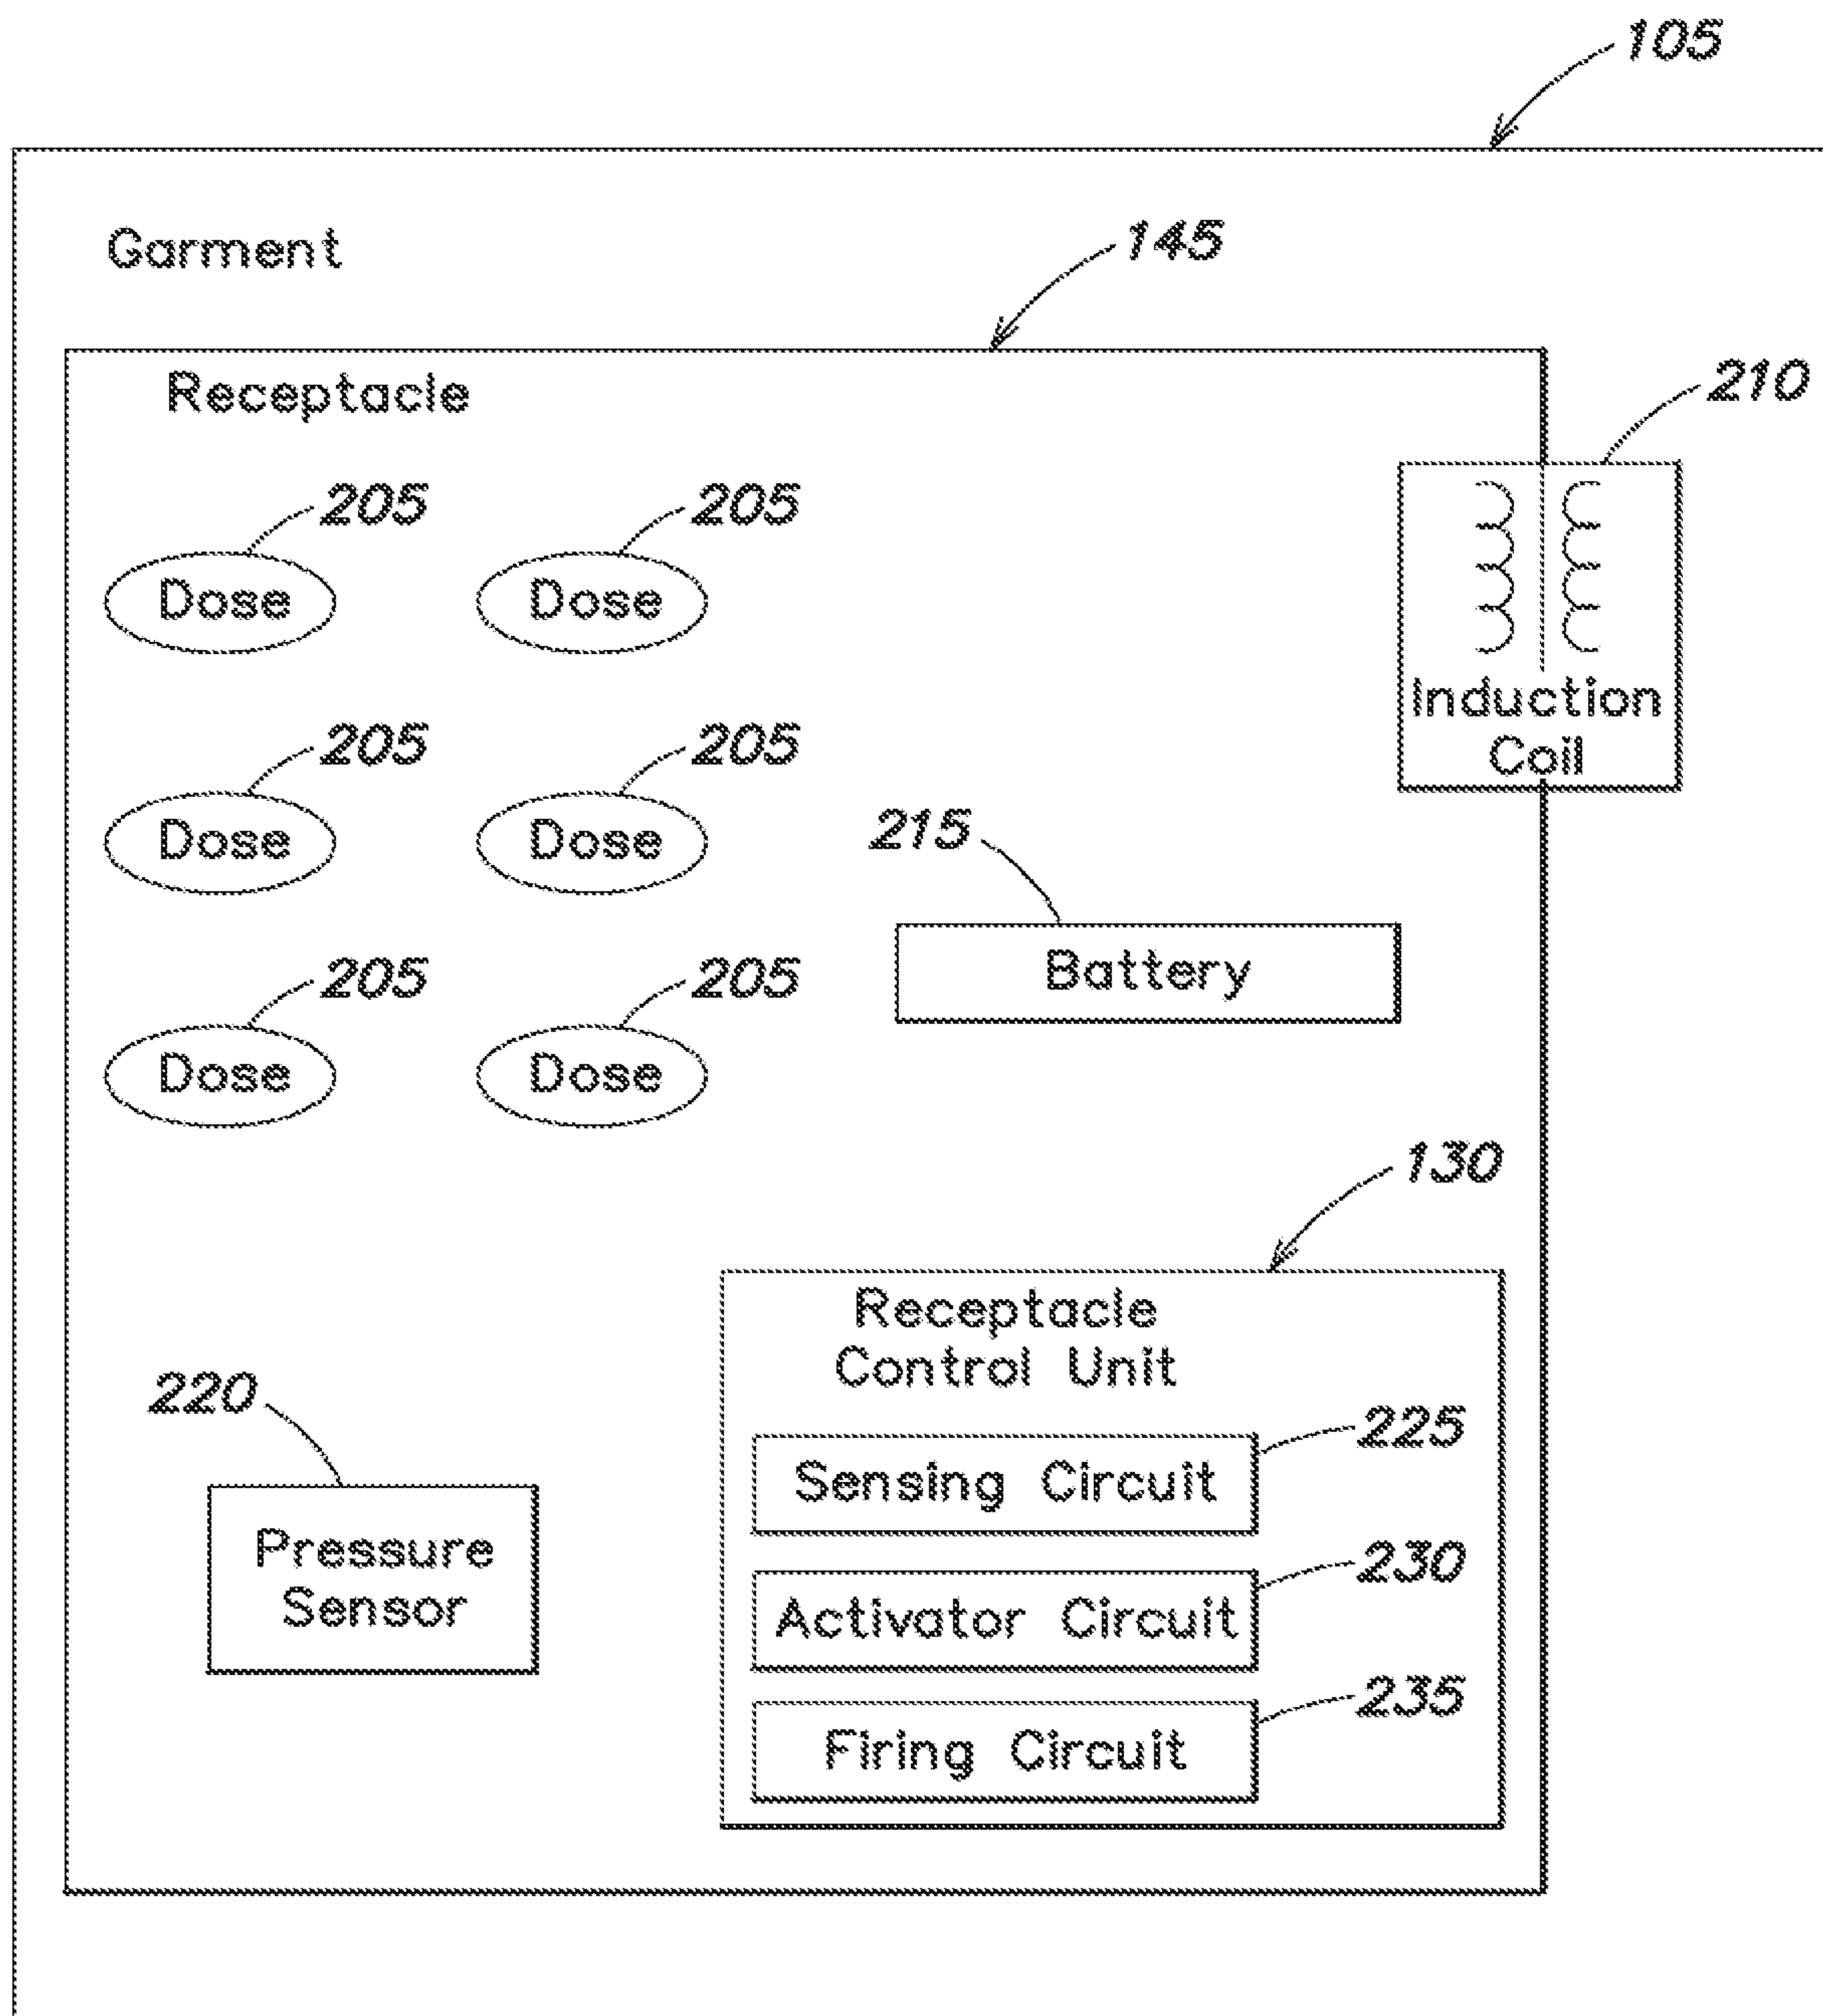 105
Garment
145
Receptacle
210
205 205
Dose Dose
Induction
Coil
205 205
Dose Dose
215
Battery
205 205
Dose Dose
130
Receptacle
Control Unit
220
Pressure
Sensor
225
Sensing Circuit
230
Activator Circuit
235
Firing Circuit